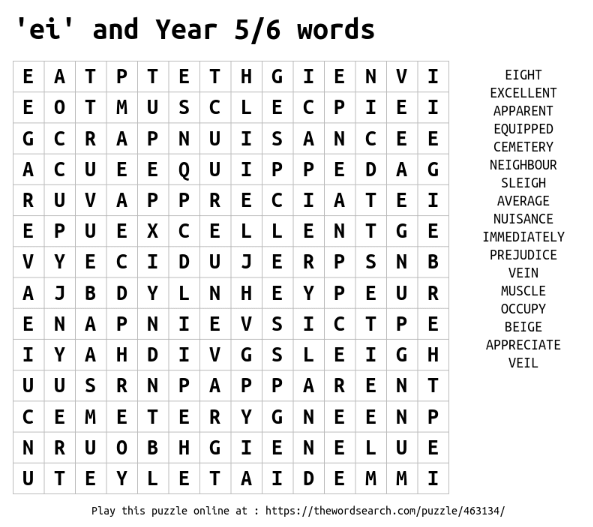 'ei' and Year 5/6 words
E A T P T E T H G I E N V I
E O T M U S C L E C P I E I
G C R A P N U I S A N C E E
A C U E E Q U I P P E D A G
R U V A P P R E C I A T E I
E P U E X C E L L E N T G E
V Y E C I D U J E R P S N B
A J B D Y L N H E Y P E U R
E N A P N I E V S I C T P E
I Y A H D I V G S L E I G H
U U S R N P A P P A R E N T
C E M E T E R Y G N E E N P
N R U O B H G I E N E L U E
U T E Y L E T A I D E M M I
EIGHT
EXCELLENT
APPARENT
EQUIPPED
CEMETERY
NEIGHBOUR
SLEIGH
AVERAGE
NUISANCE
IMMEDIATELY
PREJUDICE
VEIN
MUSCLE
OCCUPY
BEIGE
APPRECIATE
VEIL
Play this puzzle online at : https://thewordsearch.com/puzzle/463134/